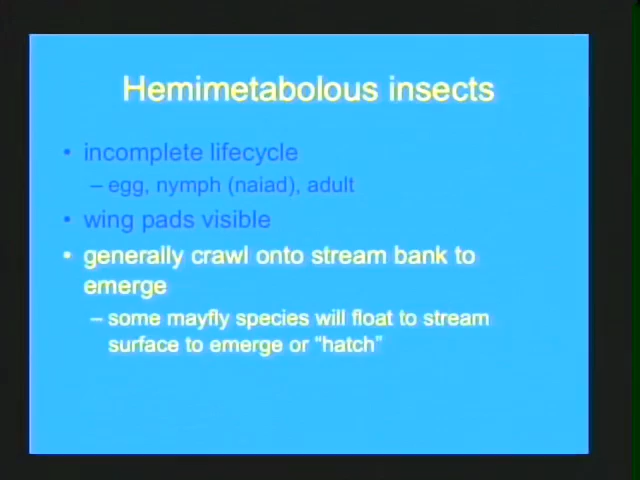 Hemimetabolous insects
• incomplete lifecycle
– egg, nymph (naiad), adult
• wing pads visible
• generally crawl onto stream bank to
emerge
– some mayfly species will float to stream
surface to emerge or “hatch”